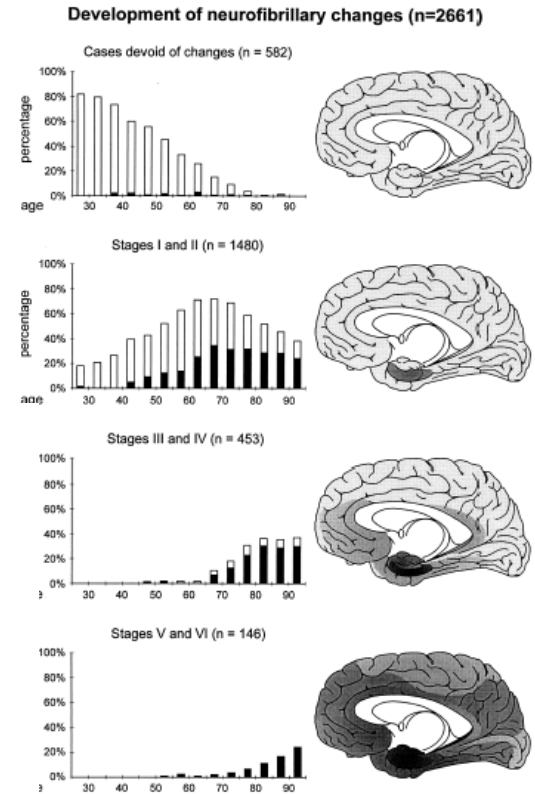 Development of neurofibrillary changes (n=2661)
Cases devoid of changes (n = 582)
percentage
100%
80%
60%
40%
20%
0%
age 30 40 50 60 70 80 90
Stages I and II (n = 1480)
percentage
100%
80%
60%
40%
20%
0%
age 30 40 50 60 70 80 90
Stages III and IV (n = 453)
100%
80%
60%
40%
20%
0%
e 30 40 50 60 70 80 90
Stages V and VI (n = 146)
100%
80%
60%
40%
20%
0%
e 30 40 50 60 70 80 90